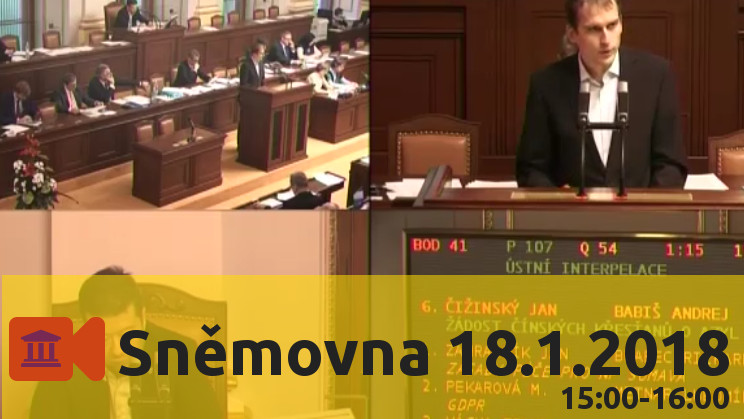 BOD 41 P 107 Q 54 1:15 1
ÚSTNÍ INTERPELACE
6. ČIŽINSKÝ JAN BABIŠ ANDREJ
ŽÁDOST ČÍNSKÝCH KŘESŤANŮ O AZYL
Sněmovna 18.1.2018
2. PEKAROVÁ M.
15:00-16:00
GDPR